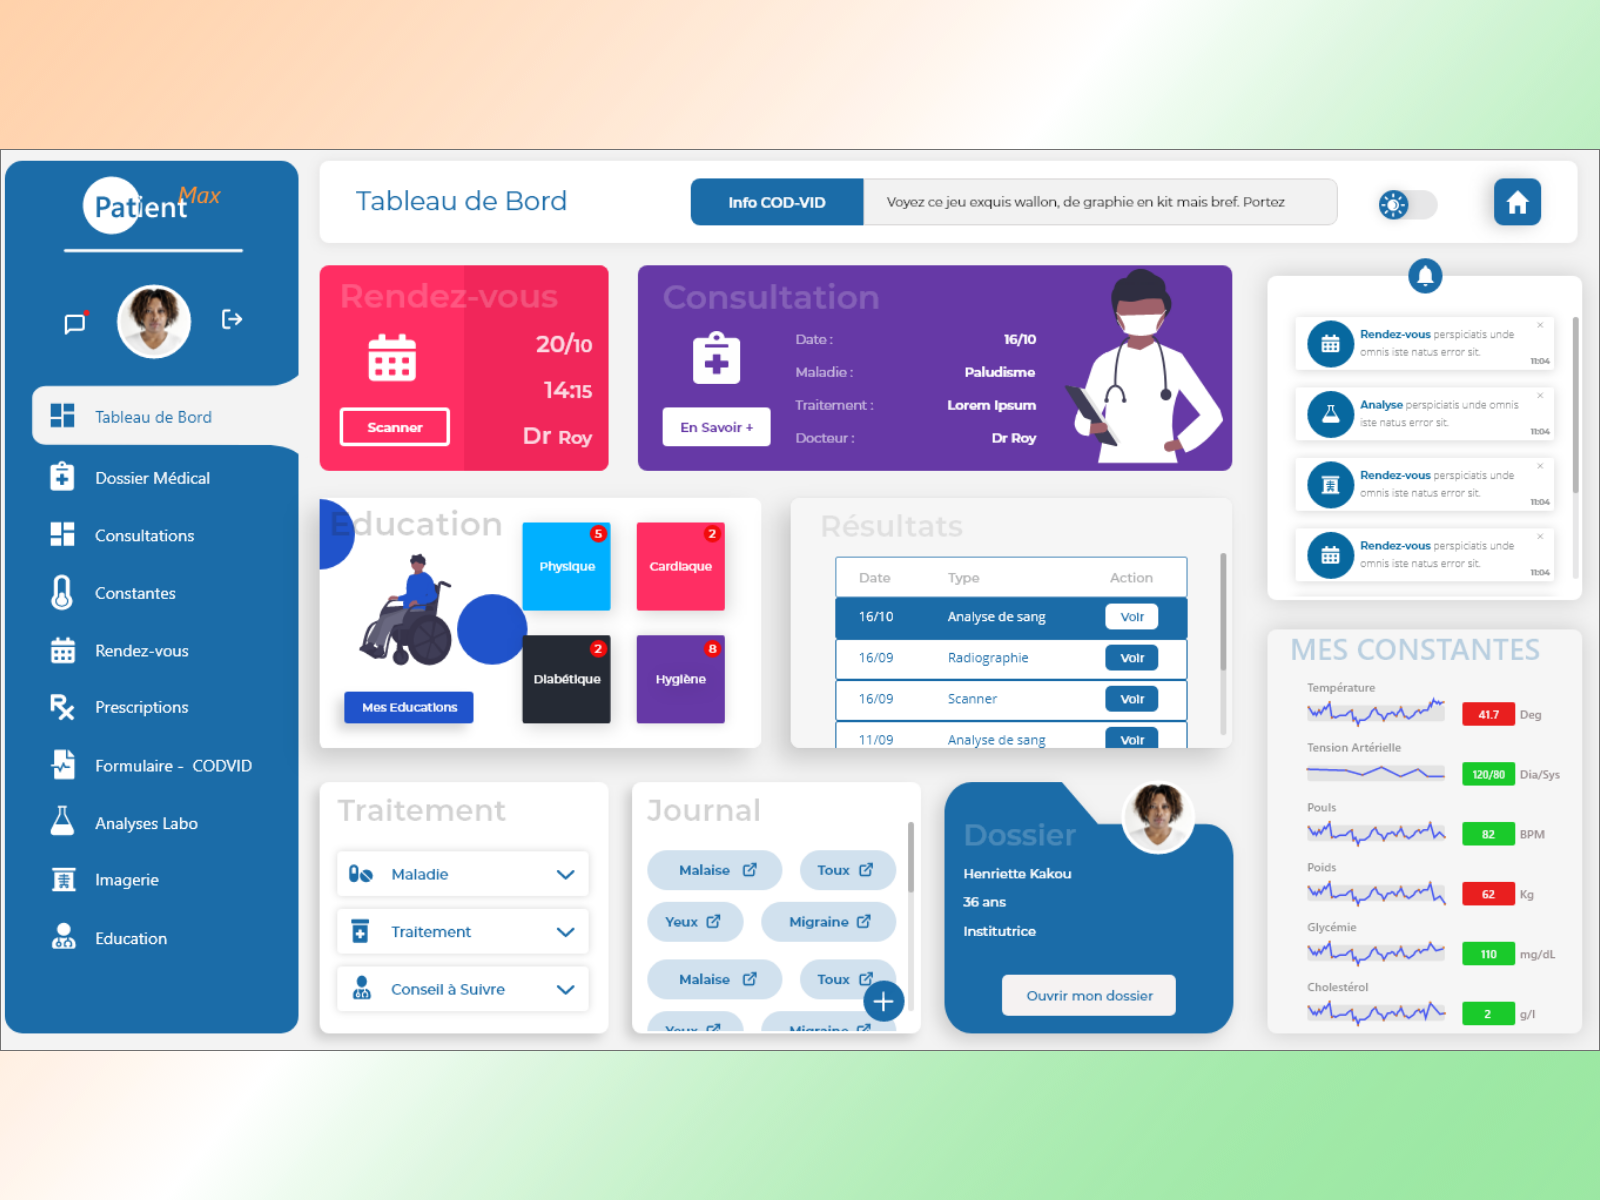 Patient Max
Tableau de Bord
Dossier Médical
Consultations
Constantes
Rendez-vous
Prescriptions
Formulaire - CODVID
Analyses Labo
Imagerie
Education
Tableau de Bord
Info COD-VID
Voyez ce jeu exquis wallon, de graphie en kit mais bref. Portez
Rendez-vous
20/10
14:15
Dr Roy
Scanner
Consultation
Date :
16/10
Maladie :
Paludisme
Traitement :
Lorem Ipsum
Docteur :
Dr Roy
En Savoir +
Rendez-vous perspiciatis unde
omnis iste natus error sit.
11:04
Analyse perspiciatis unde omnis
iste natus error sit.
11:04
Rendez-vous perspiciatis unde
omnis iste natus error sit.
11:04
Rendez-vous perspiciatis unde
omnis iste natus error sit.
11:04
Education
Physique
5
Cardiaque
2
Diabétique
2
Hygiène
8
Mes Educations
Résultats
Date Type Action
16/10 Analyse de sang Voir
16/09 Radiographie Voir
16/09 Scanner Voir
11/09 Analyse de sang Voir
MES CONSTANTES
Température
41.7 Deg
Tension Artérielle
120/80 Dia/Sys
Pouls
82 BPM
Poids
62 Kg
Glycémie
110 mg/dL
Cholestérol
2 g/l
Traitement
Maladie
Traitement
Conseil à Suivre
Journal
Malaise
Toux
Yeux
Migraine
Malaise
Toux
Yeux
Migraine
Dossier
Henriette Kakou
36 ans
Institutrice
Ouvrir mon dossier